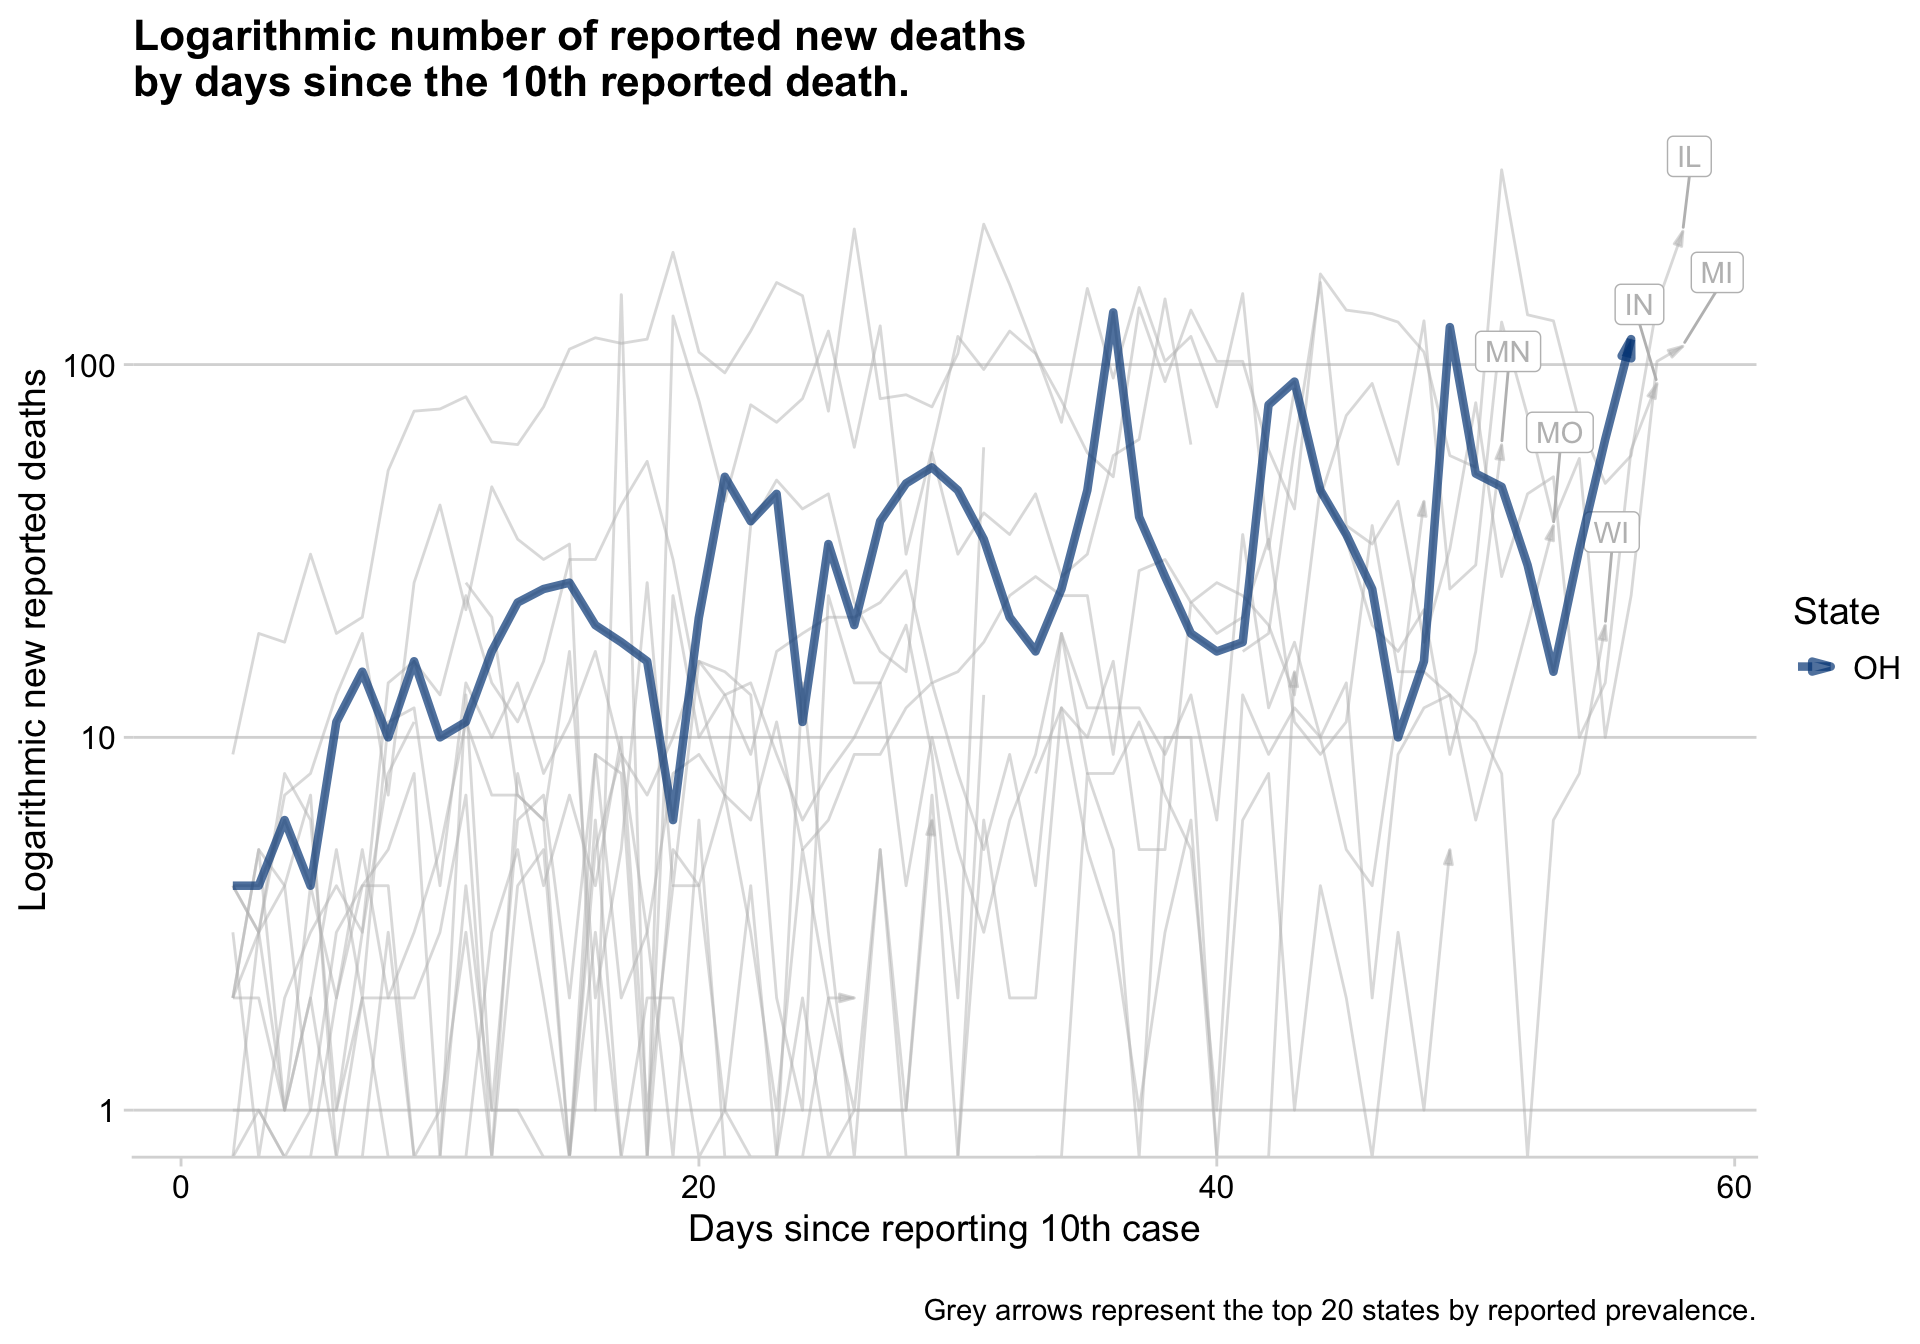 Logarithmic number of reported new deaths
by days since the 10th reported death.
Logarithmic new reported deaths
100
10
1
IL
MI
IN
MN
MO
WI
State
OH
0
20
40
60
Days since reporting 10th case
Grey arrows represent the top 20 states by reported prevalence.